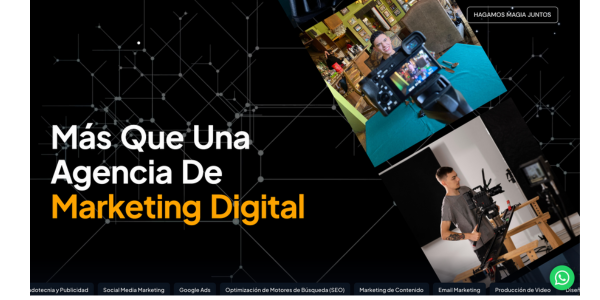 HAGAMOS MAGIA JUNTOS
Más Que Una
Agencia De
Marketing Digital
Social Media Marketing Google Ads Optimización de Motores de Búsqueda (SEO) Marketing de Contenido Email Marketing Producción de Video